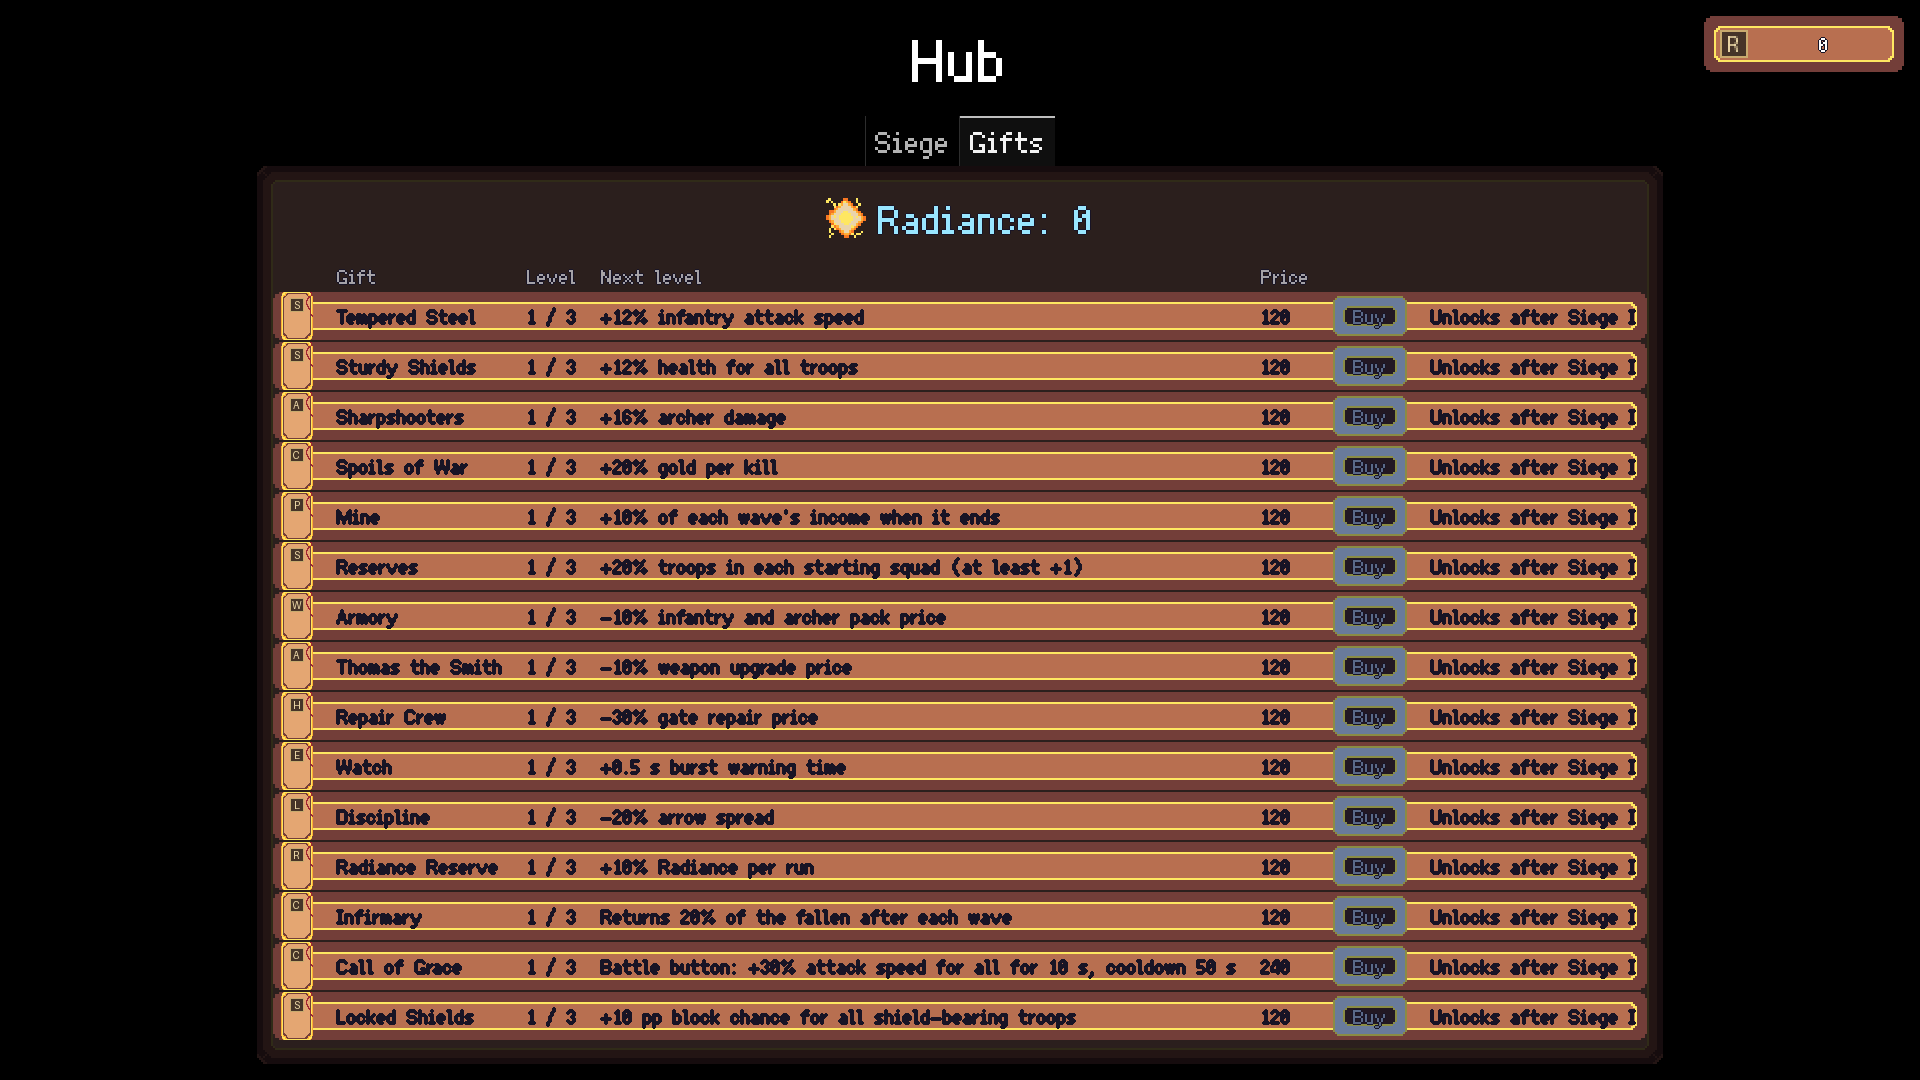 Hub
R 0
Siege Gifts
Radiance: 0
Gift Level Next level Price
S Tempered Steel 1 / 3 +12% infantry attack speed 120 Buy Unlocks after Siege I
S Sturdy Shields 1 / 3 +12% health for all troops 120 Buy Unlocks after Siege I
A Sharpshooters 1 / 3 +16% archer damage 120 Buy Unlocks after Siege I
C Spoils of War 1 / 3 +20% gold per kill 120 Buy Unlocks after Siege I
P Mine 1 / 3 +10% of each wave's income when it ends 120 Buy Unlocks after Siege I
S Reserves 1 / 3 +20% troops in each starting squad (at least +1) 120 Buy Unlocks after Siege I
W Armory 1 / 3 -10% infantry and archer pack price 120 Buy Unlocks after Siege I
A Thomas the Smith 1 / 3 -10% weapon upgrade price 120 Buy Unlocks after Siege I
H Repair Crew 1 / 3 -30% gate repair price 120 Buy Unlocks after Siege I
E Watch 1 / 3 +0.5 s burst warning time 120 Buy Unlocks after Siege I
L Discipline 1 / 3 -20% arrow spread 120 Buy Unlocks after Siege I
R Radiance Reserve 1 / 3 +10% Radiance per run 120 Buy Unlocks after Siege I
C Infirmary 1 / 3 Returns 20% of the fallen after each wave 120 Buy Unlocks after Siege I
C Call of Grace 1 / 3 Battle button: +30% attack speed for all for 10 s, cooldown 50 s 240 Buy Unlocks after Siege I
S Locked Shields 1 / 3 +10 pp block chance for all shield-bearing troops 120 Buy Unlocks after Siege I